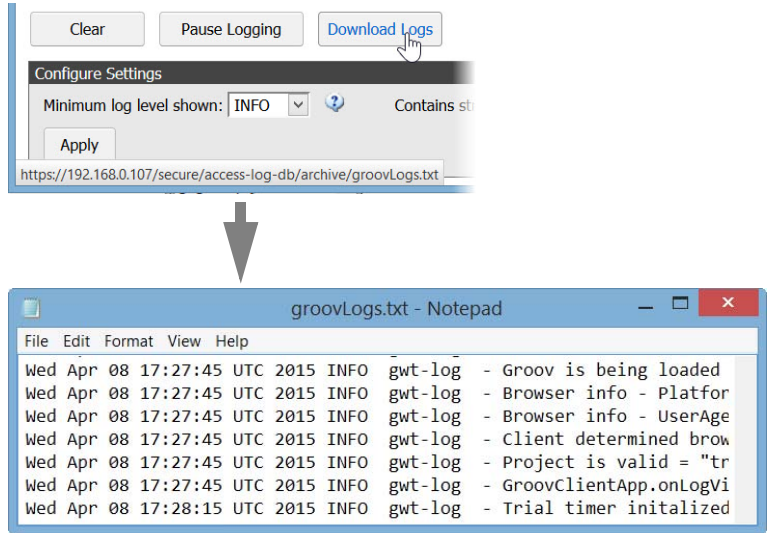 Clear Pause Logging Download Logs
Configure Settings
Minimum log level shown: INFO Contains
Apply
https://192.168.0.107/secure/access-log-db/archive/groovLogs.txt
groovLogs.txt - Notepad
File Edit Format View Help
Wed Apr 08 17:27:45 UTC 2015 INFO gwt-log - Groov is being loaded
Wed Apr 08 17:27:45 UTC 2015 INFO gwt-log - Browser info - Platfor
Wed Apr 08 17:27:45 UTC 2015 INFO gwt-log - Browser info - UserAge
Wed Apr 08 17:27:45 UTC 2015 INFO gwt-log - Client determined brow
Wed Apr 08 17:27:45 UTC 2015 INFO gwt-log - Project is valid = "tr
Wed Apr 08 17:27:45 UTC 2015 INFO gwt-log - GroovClientApp.onLogVi
Wed Apr 08 17:28:15 UTC 2015 INFO gwt-log - Trial timer initalized